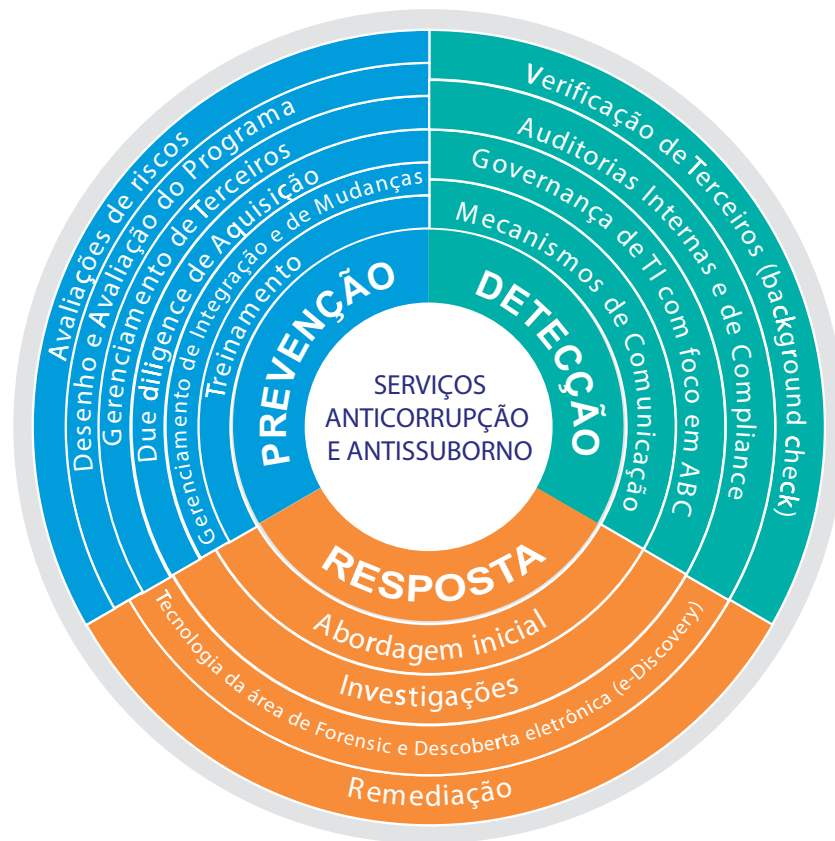 SERVIÇOS
ANTICORRUPÇÃO
E ANTISSUBORNO
PREVENÇÃO
Avaliações de riscos
Desenho e Avaliação do Programa
Gerenciamento de Terceiros
Due diligence de Aquisição
Gerenciamento de Integração e de Mudanças
Treinamento
DETECÇÃO
Verificação de Terceiros (background check)
Auditorias Internas e de Compliance
Governança de TI com foco em ABC
Mecanismos de Comunicação
RESPOSTA
Abordagem inicial
Investigações
Tecnologia da área de Forensic e Descoberta eletrônica (e-Discovery)
Remediação